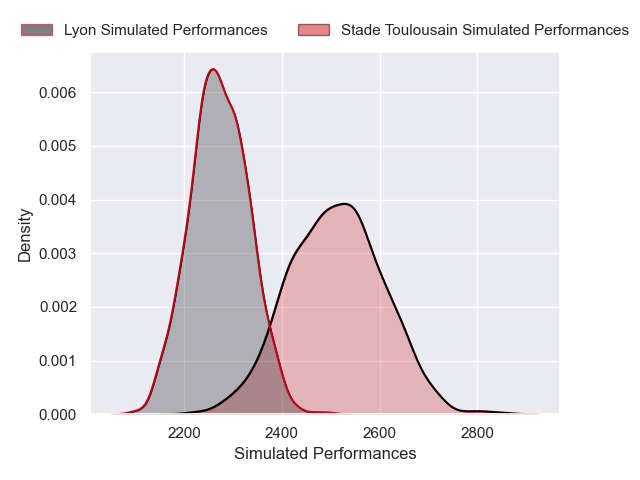 Lyon Simulated Performances
Stade Toulousain Simulated Performances
0.006
0.005
0.004
0.003
0.002
0.001
0.000
Density
2200
2400
2600
2800
Simulated Performances